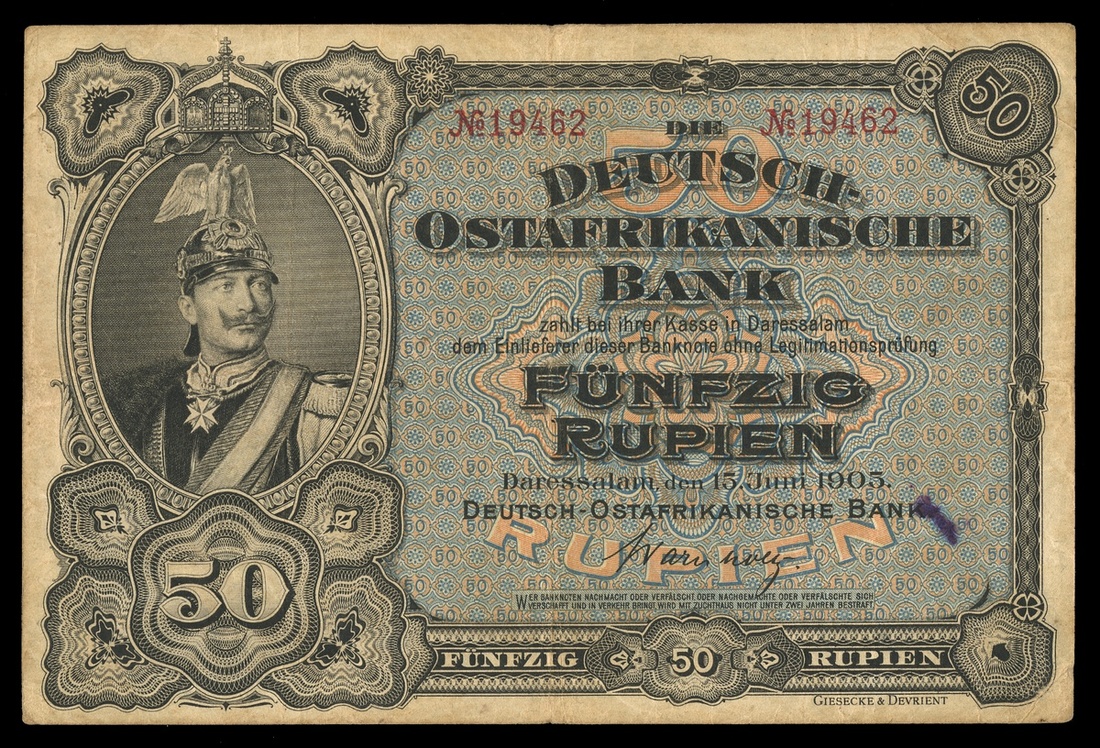 50
№19462
№19462
DIE
50
DEUTSCH-
OSTAFRIKANISCHE
BANK
zahlt bei ihrer Kasse in Daressalam
dem Einlieferer dieser Banknote ohne Legitimationsprüfung
FÜNFZIG
RUPIEN
Daressalam, den 15. Juni 1905.
DEUTSCH-OSTAFRIKANISCHE BANK
RUPIEN
WER BANKNOTEN NACHMACHT ODER VERFÄLSCHT, ODER NACHGEMACHTE ODER VERFÄLSCHTE SICH
VERSCHAFFT UND IN VERKEHR BRINGT, WIRD MIT ZUCHTHAUS NICHT UNTER ZWEI JAHREN BESTRAFT
50
FÜNFZIG 50 RUPIEN
GIESECKE & DEVRIENT